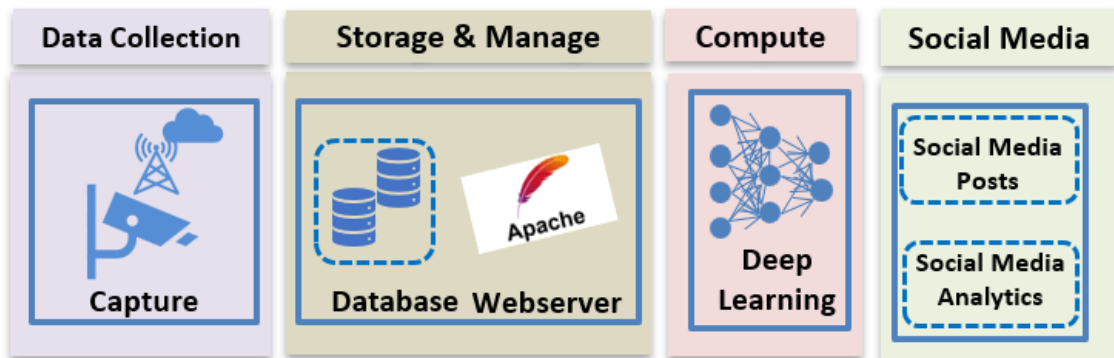 Data Collection
Storage & Manage
Compute
Social Media
Capture
Apache
Database
Webserver
Deep
Learning
Social Media
Posts
Social Media
Analytics